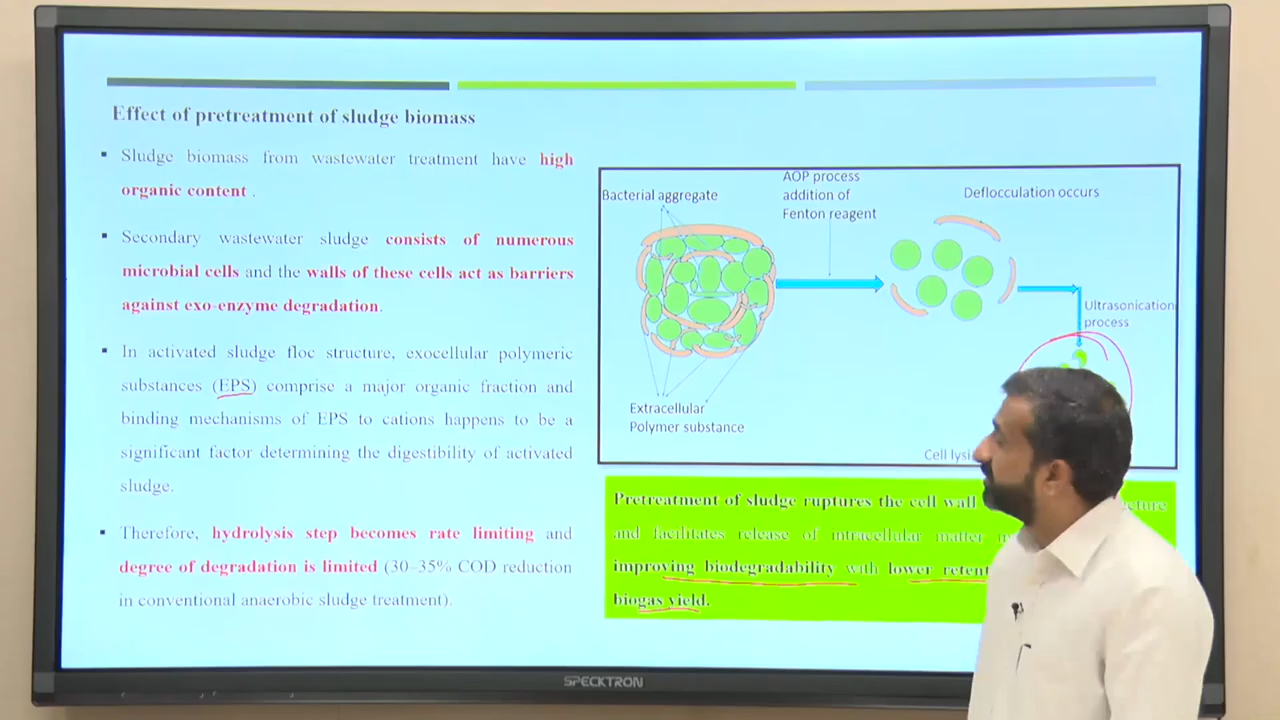 Effect of pretreatment of sludge biomass
▪ Sludge biomass from wastewater treatment have high
organic content .
▪ Secondary wastewater sludge consists of numerous
microbial cells and the walls of these cells act as barriers
against exo-enzyme degradation.
▪ In activated sludge floc structure, exocellular polymeric
substances (EPS) comprise a major organic fraction and
binding mechanisms of EPS to cations happens to be a
significant factor determining the digestibility of activated
sludge.
▪ Therefore, hydrolysis step becomes rate limiting and
degree of degradation is limited (30–35% COD reduction
in conventional anaerobic sludge treatment).
Bacterial aggregate
AOP process
addition of
Fenton reagent
Deflocculation occurs
Ultrasonication
process
Extracellular
Polymer substance
Cell
Pretreatment of sludge ruptures the cell wall
and facilitates release of intracellular matter
improving biodegradability with lower
biogas yield.
SPECKTRON